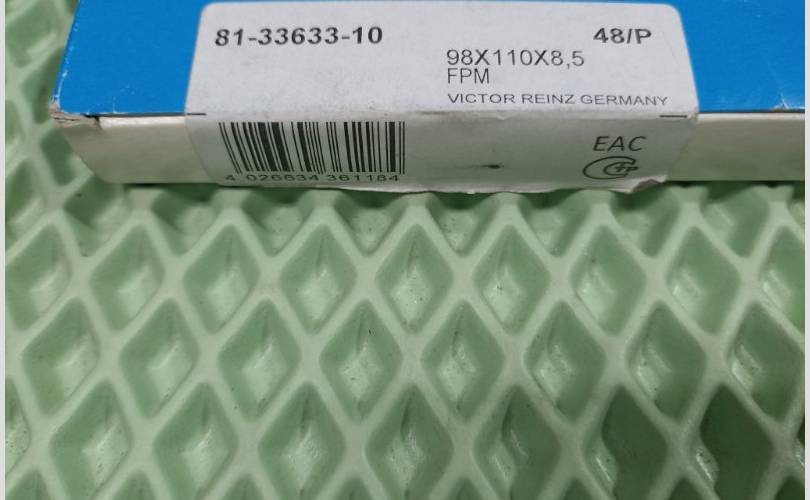 81-33633-10
48/P
98X110X8,5
FPM
VICTOR REINZ GERMANY
EAC
4 026634 361184